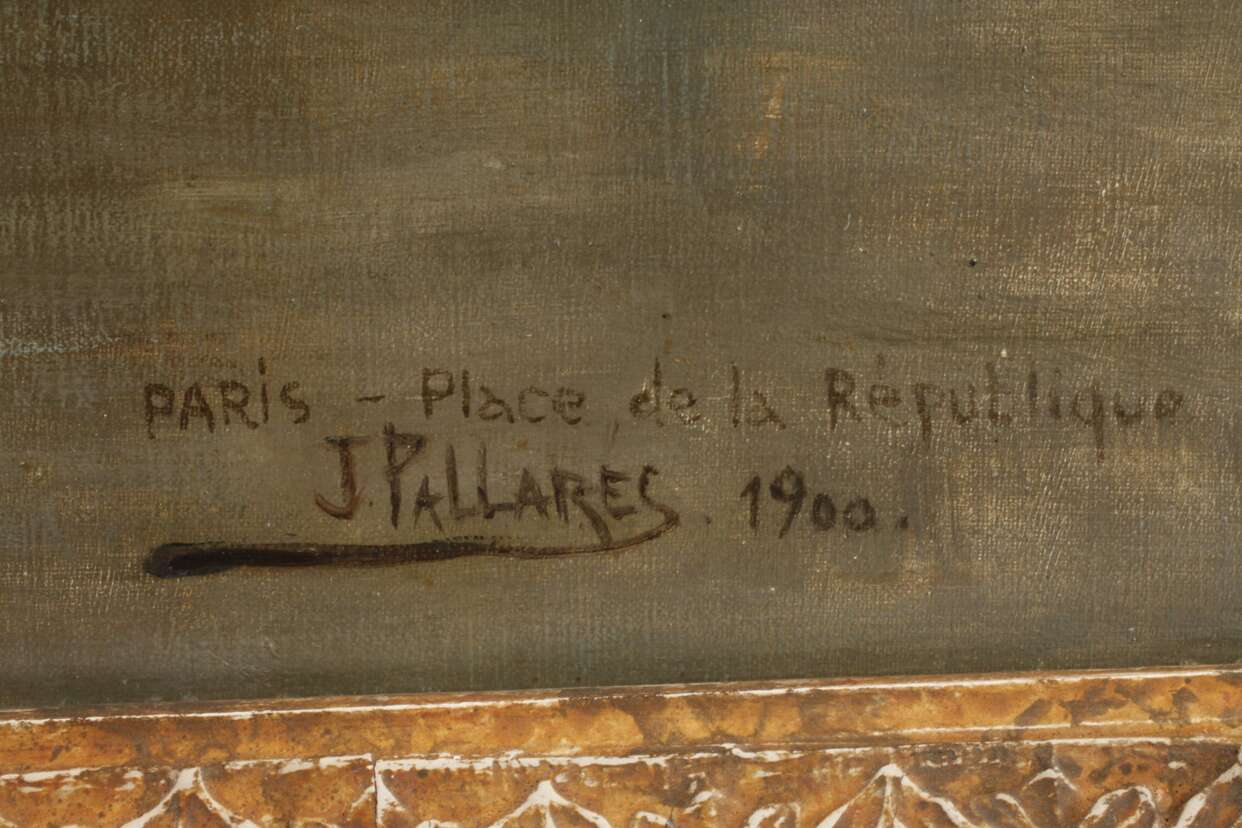 PARis - Place de la République
J. PALLARES. 1900.